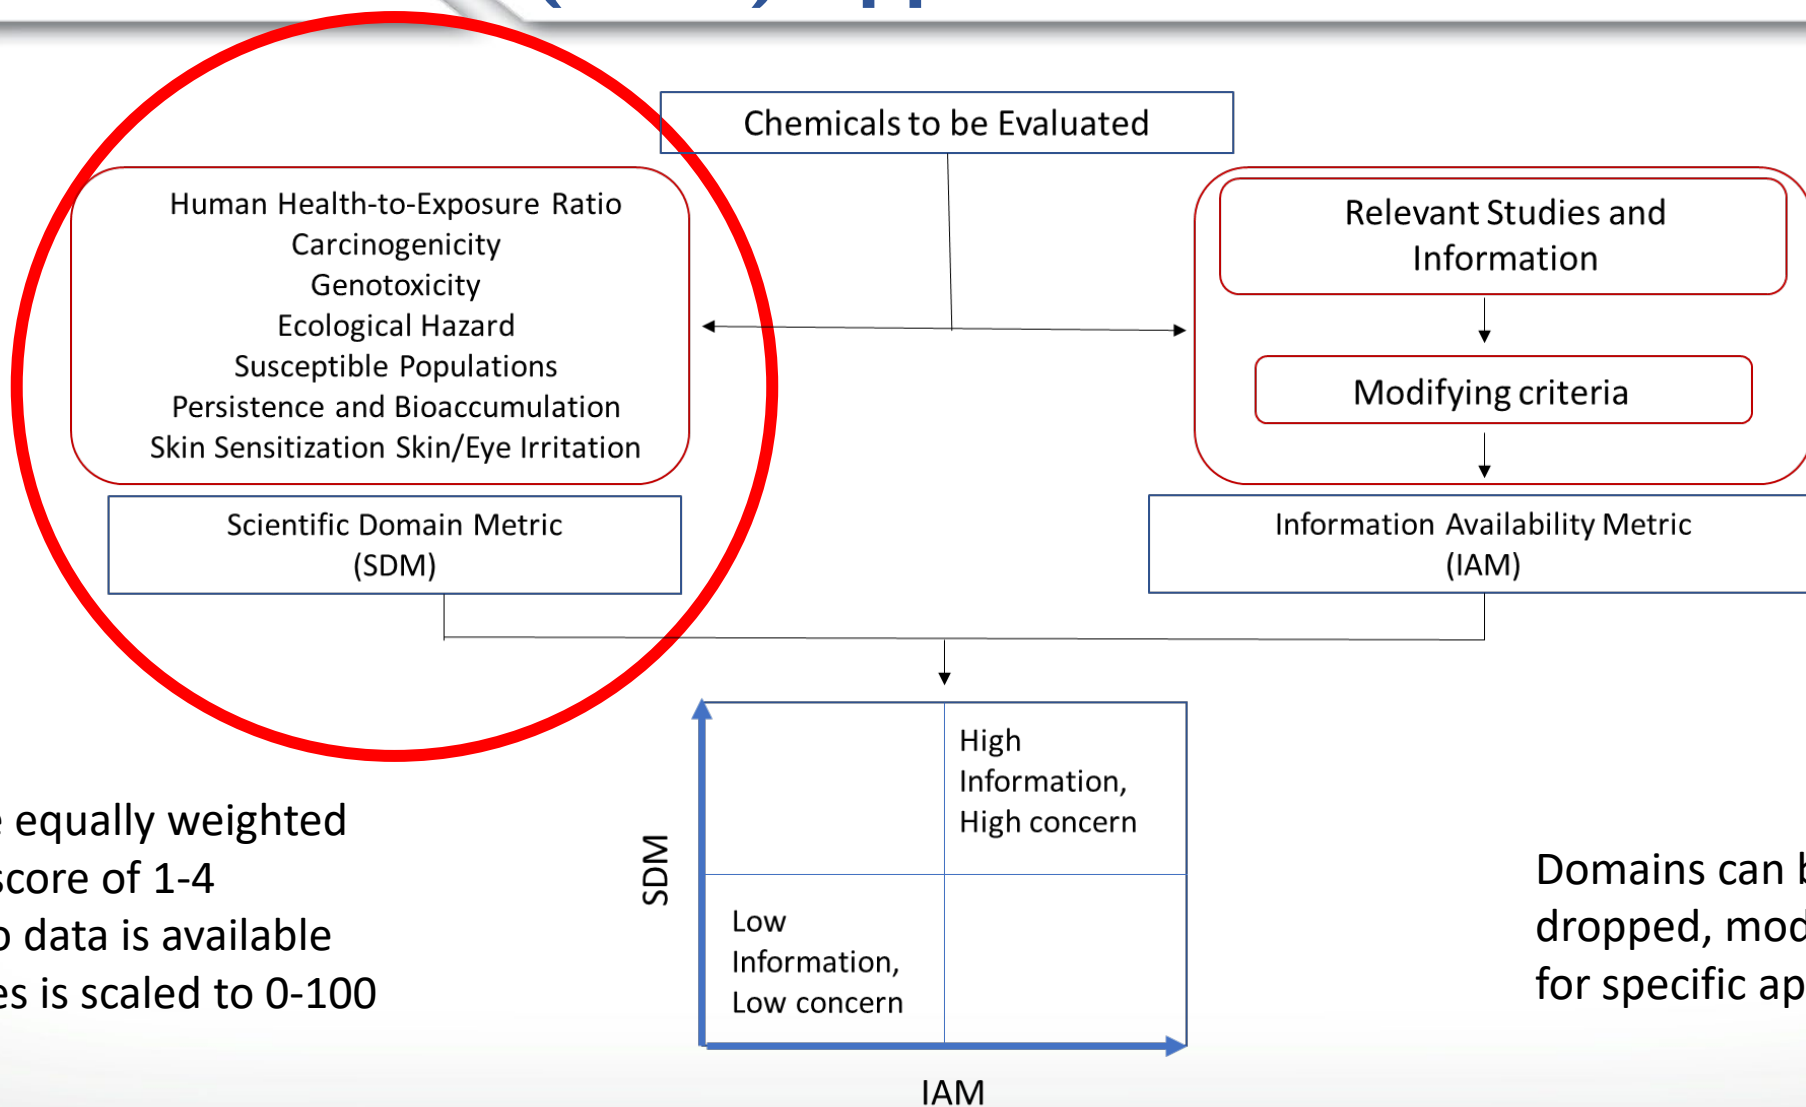 Chemicals to be Evaluated
Human Health-to-Exposure Ratio
Carcinogenicity
Genotoxicity
Ecological Hazard
Susceptible Populations
Persistence and Bioaccumulation
Skin Sensitization Skin/Eye Irritation
Scientific Domain Metric
(SDM)
Relevant Studies and
Information
Modifying criteria
Information Availability Metric
(IAM)
High
Information,
High concern
Low
Information,
Low concern
SDM
IAM
equally weighted
score of 1-4
data is available
is scaled to 0-100
Domains can
dropped,
for specific